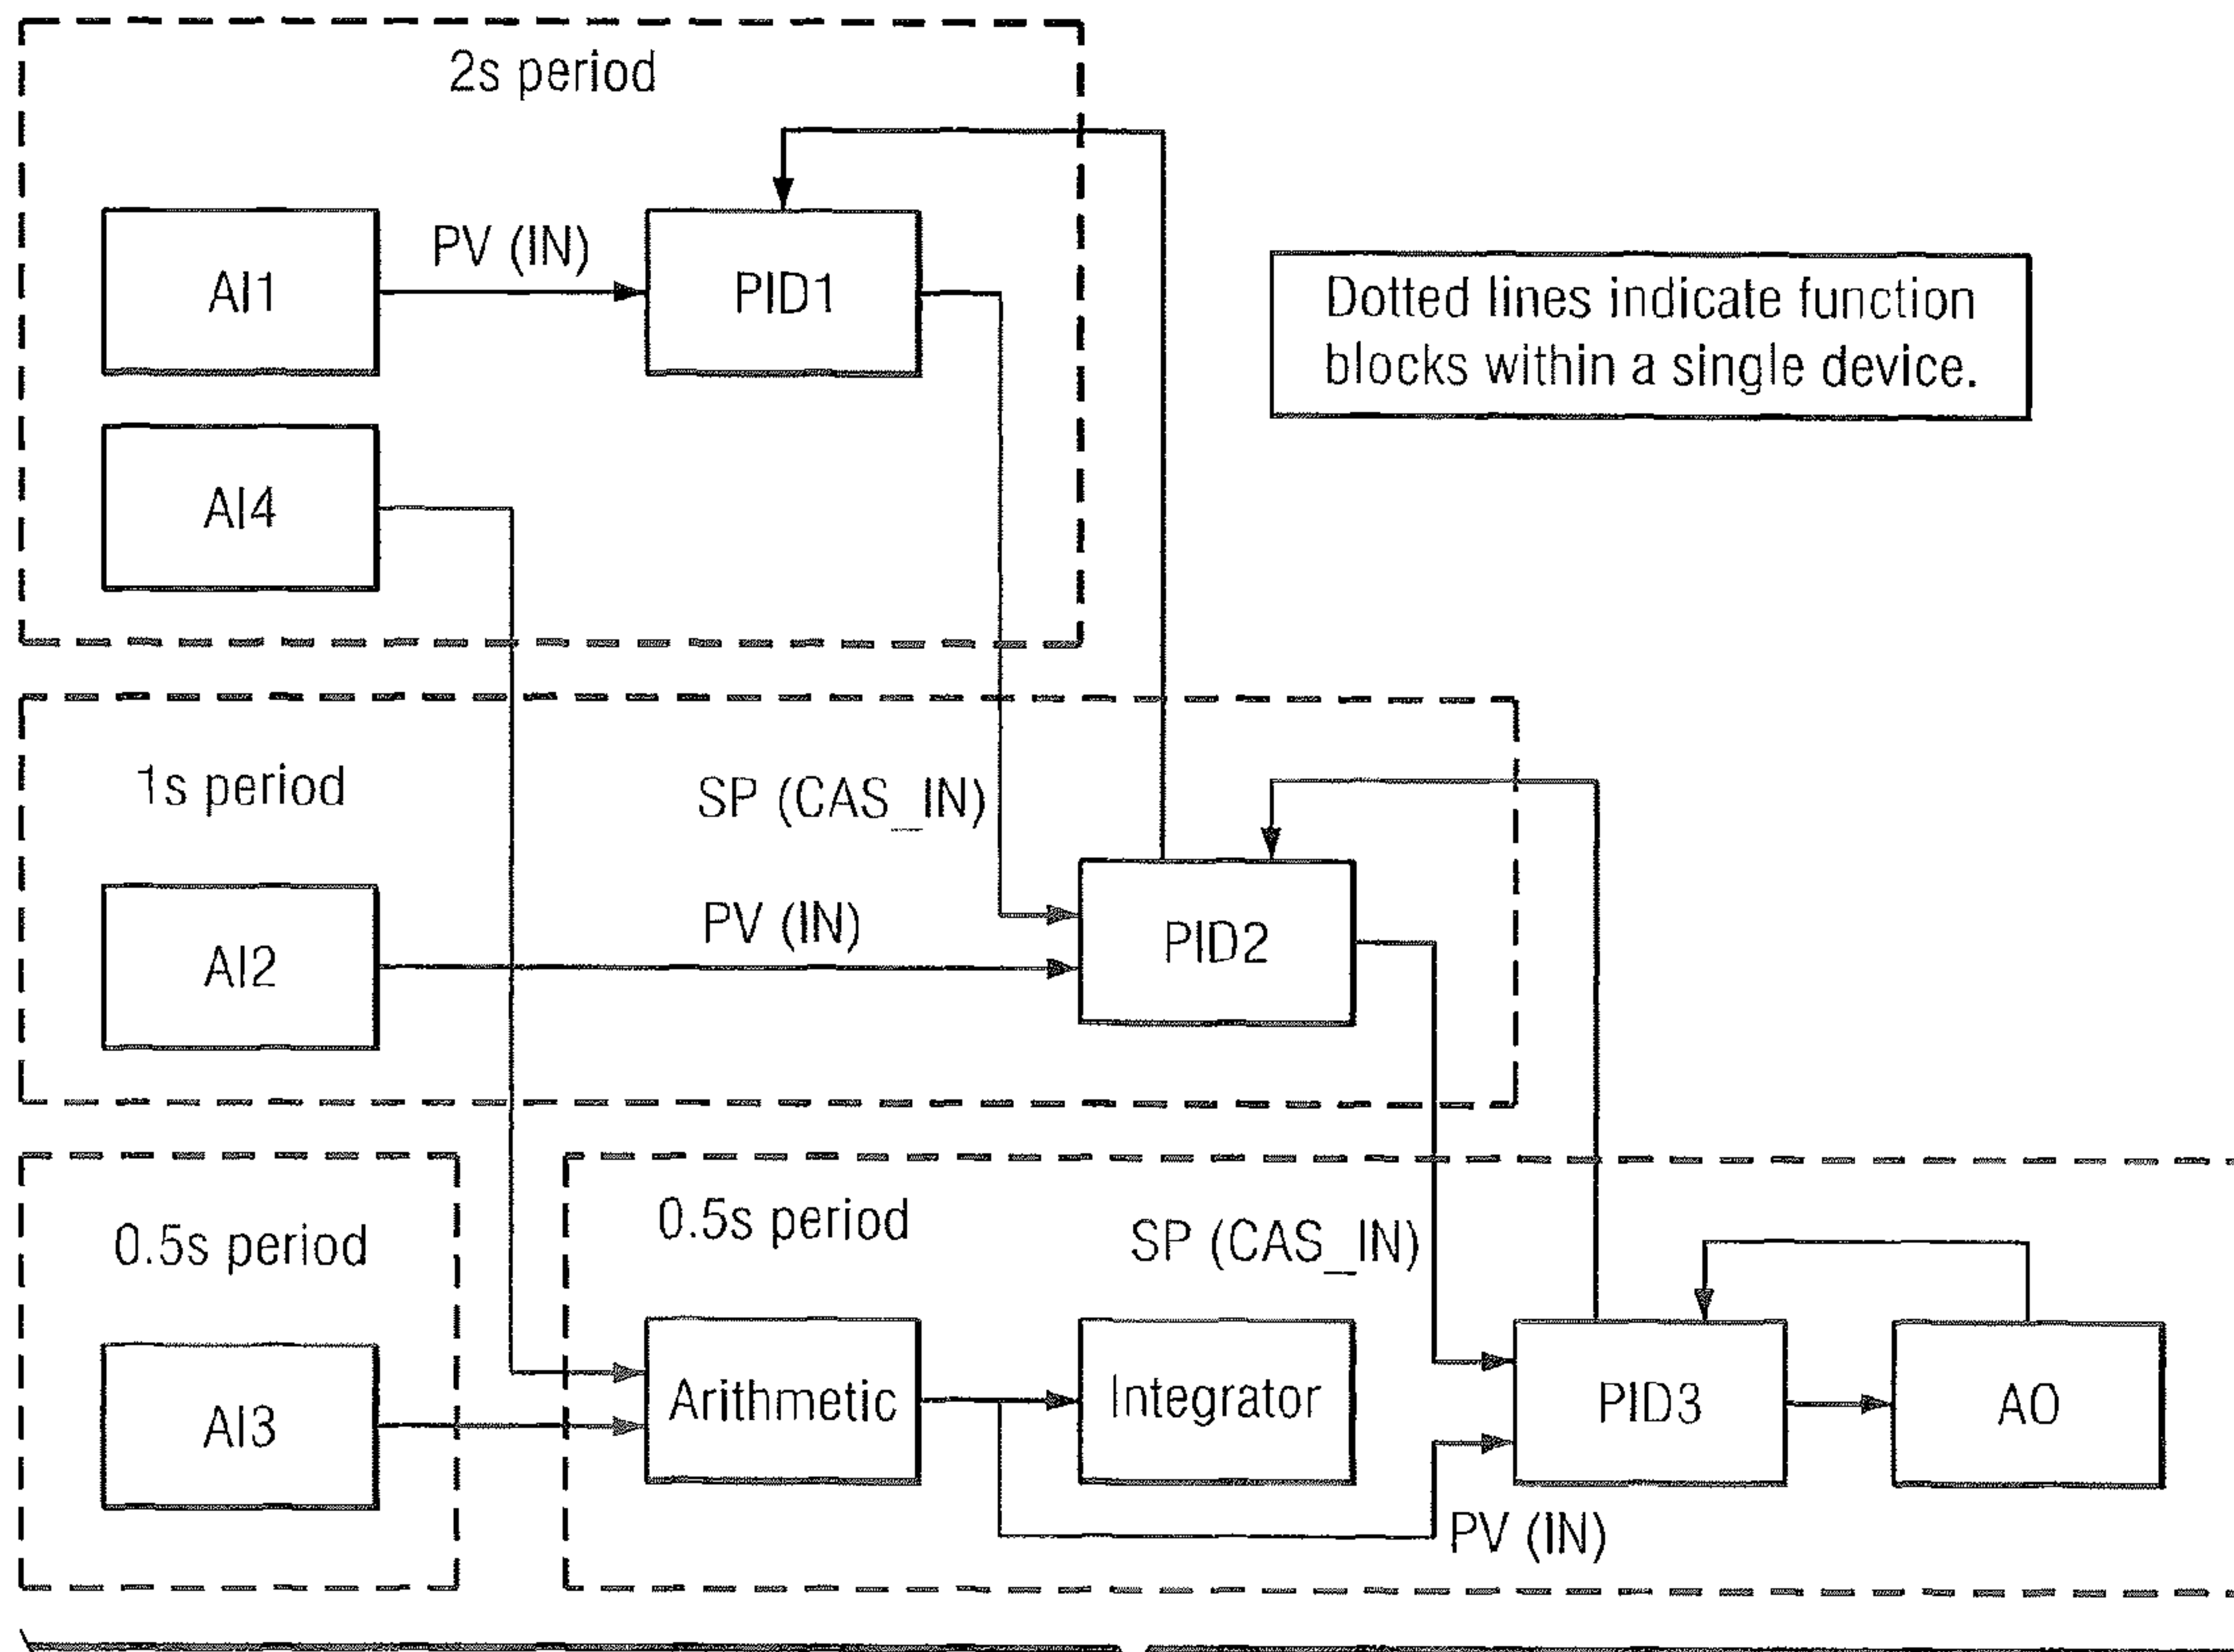 2s period
AI1
PV (IN)
PID1
Dotted lines indicate function
blocks within a single device.
AI4
1s period
SP (CAS_IN)
AI2
PV (IN)
PID2
0.5s period
0.5s period
SP (CAS_IN)
AI3
Arithmetic
Integrator
PID3
AO
PV (IN)